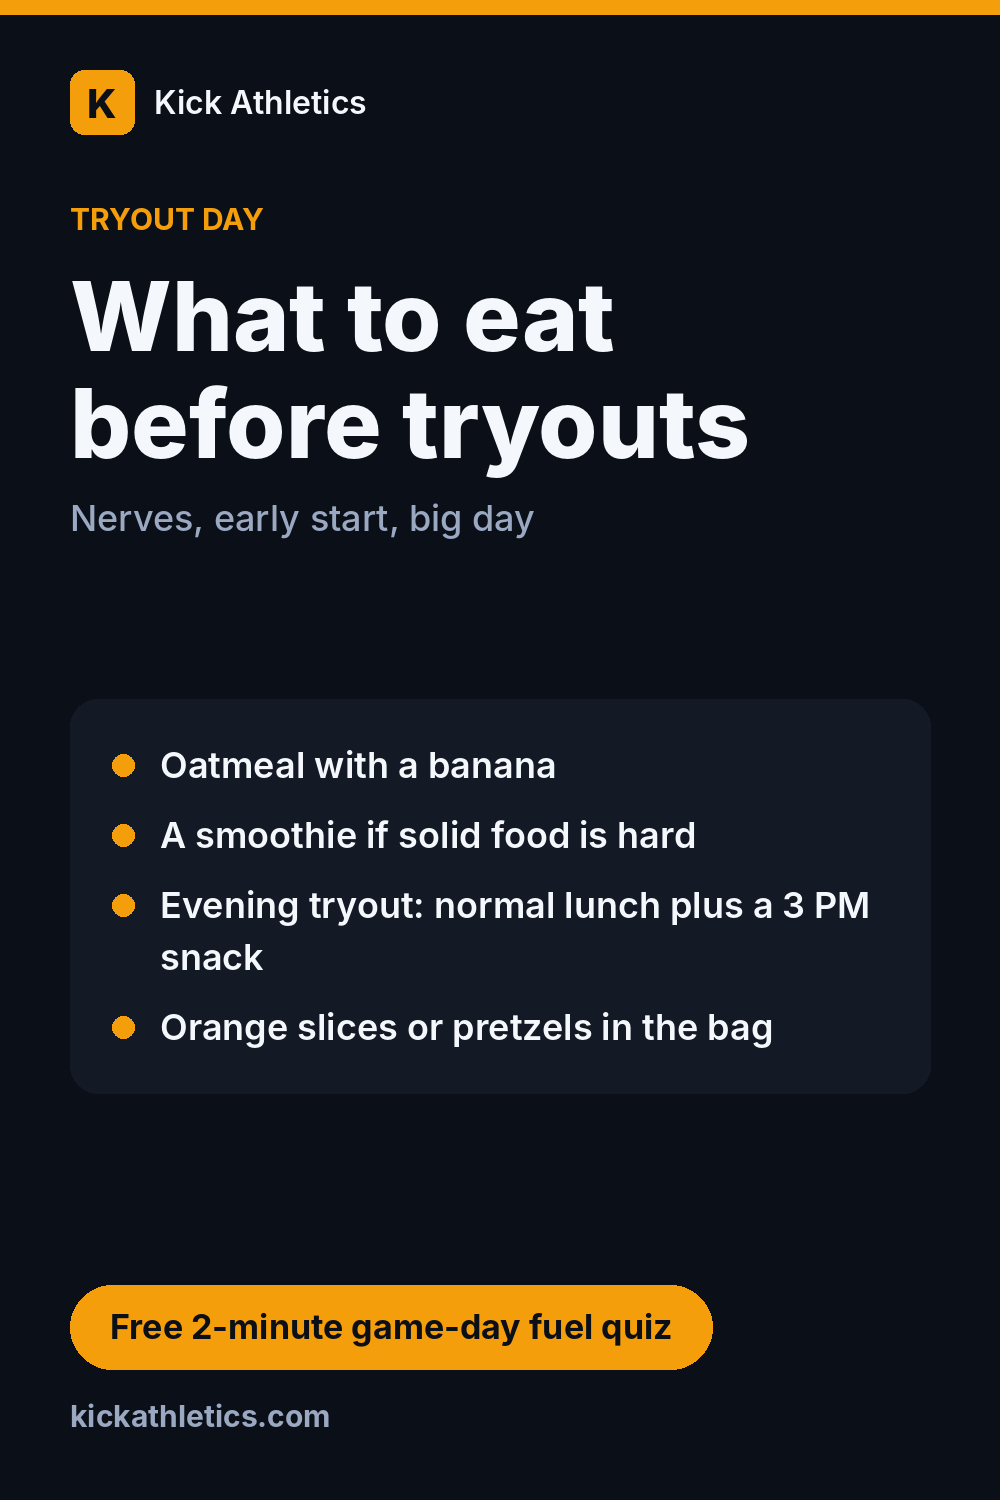 K
Kick Athletics
TRYOUT DAY
What to eat
before tryouts
Nerves, early start, big day
Oatmeal with a banana
A smoothie if solid food is hard
Evening tryout: normal lunch plus a 3 PM
snack
Orange slices or pretzels in the bag
Free 2-minute game-day fuel quiz
kickathletics.com